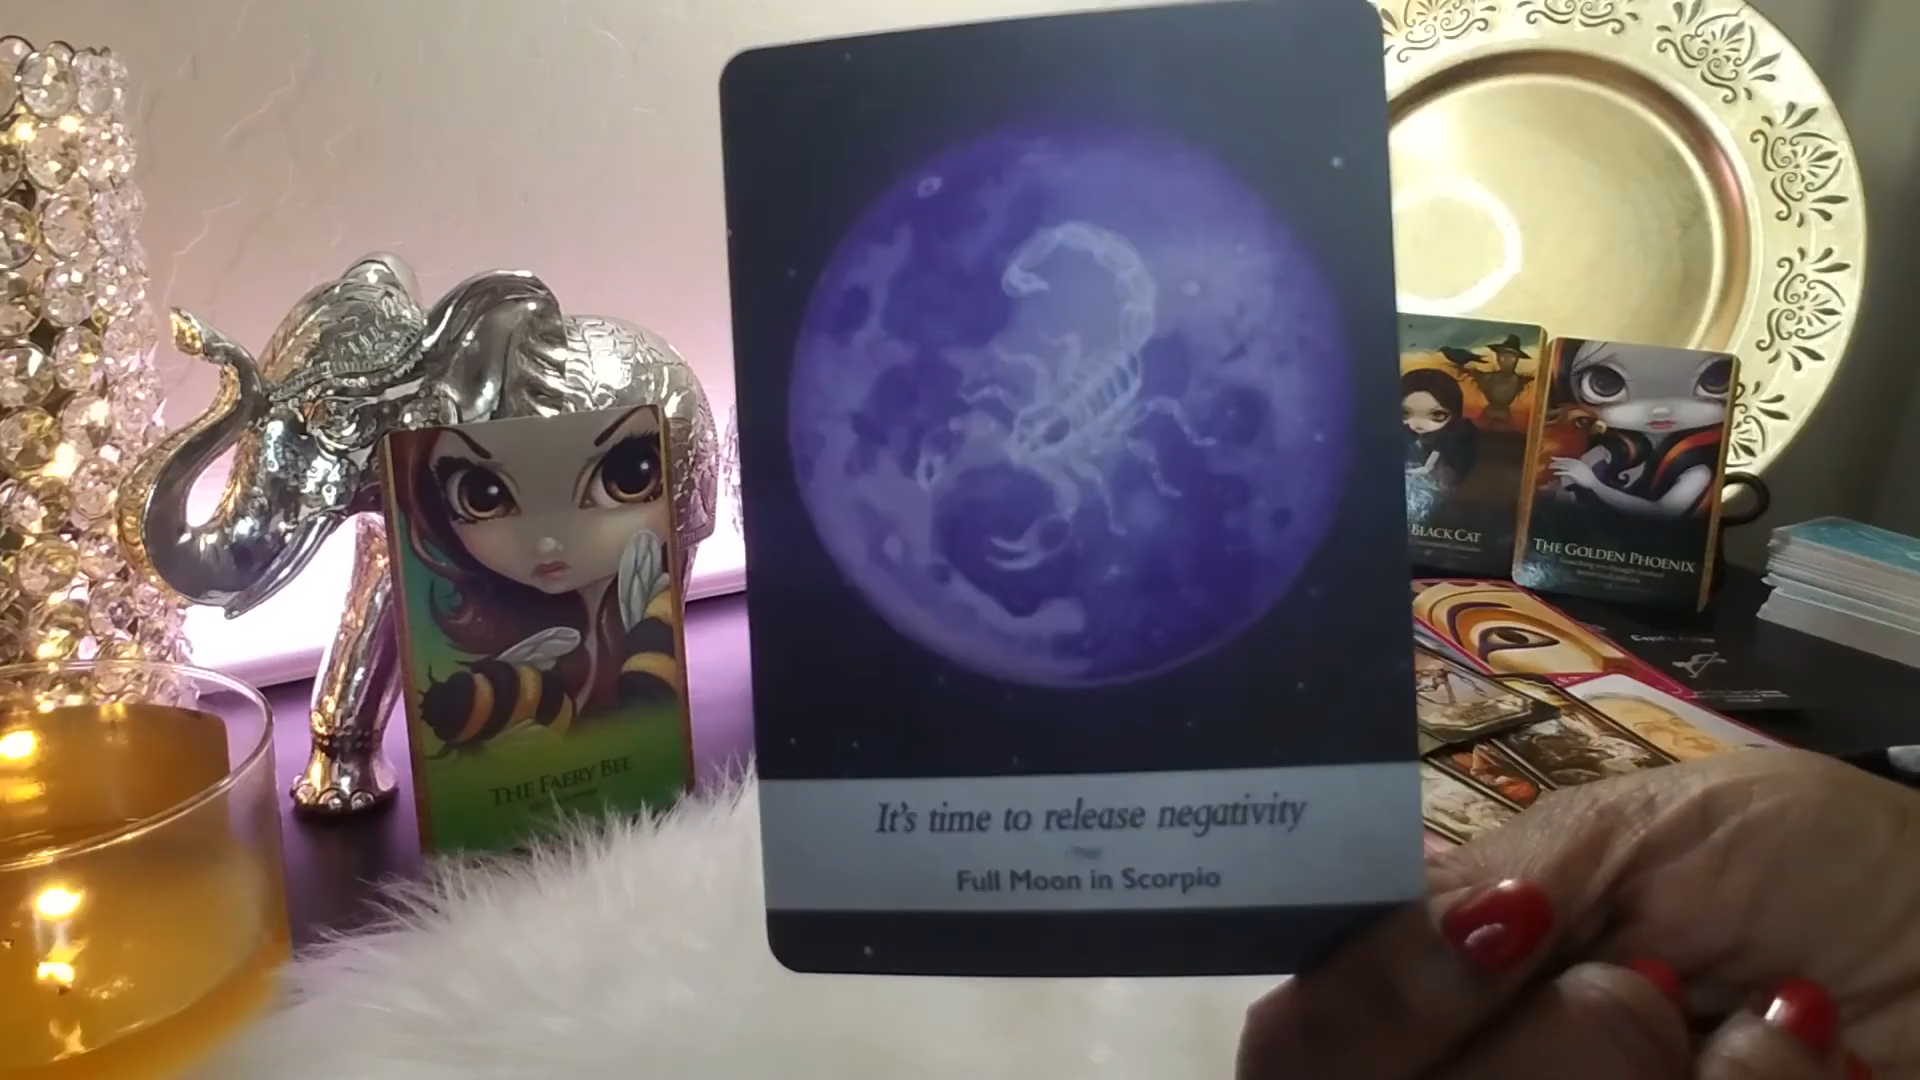 It's time to release negativity
Full Moon in Scorpio
THE FAERY BEE
BLACK CAT
THE GOLDEN PHOENIX